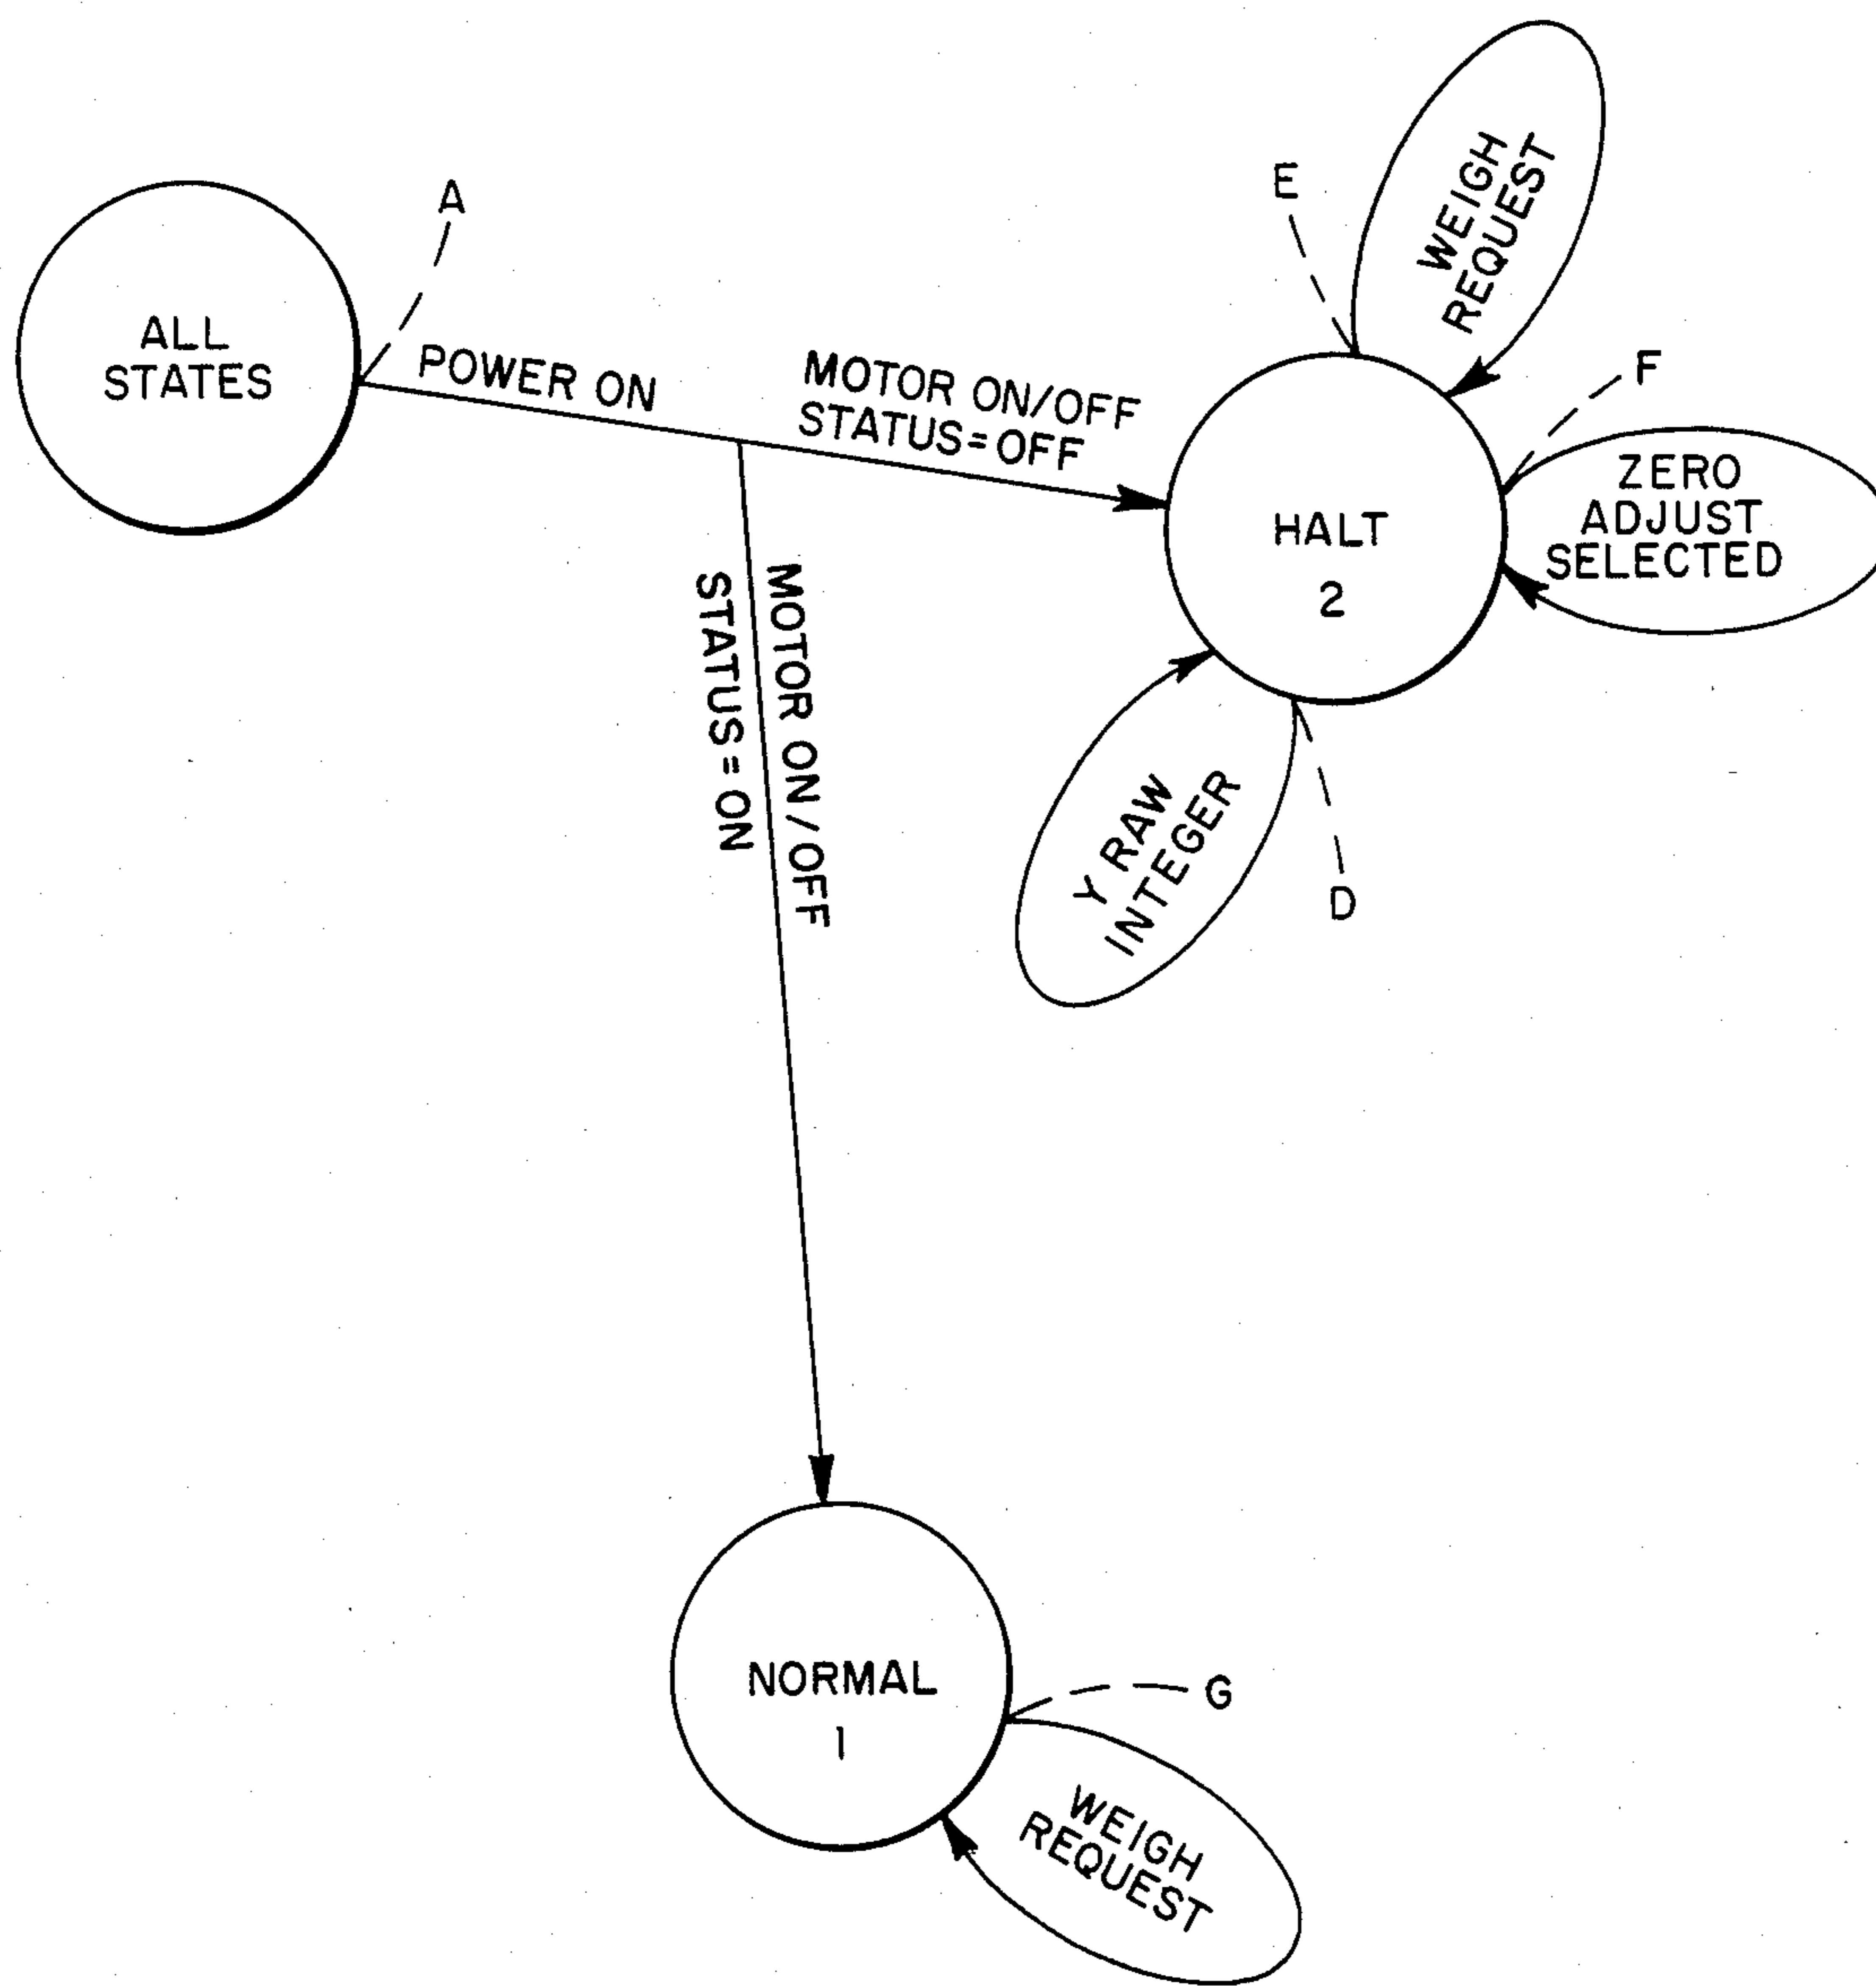 A
ALL
STATES
POWER ON
MOTOR ON/OFF
STATUS=OFF
E
WEIGH
REQUEST
F
ZERO
ADJUST
SELECTED
HALT
2
MOTOR ON/OFF
STATUS=ON
Y RAW
INTEGER
D
NORMAL
1
G
WEIGH
REQUEST